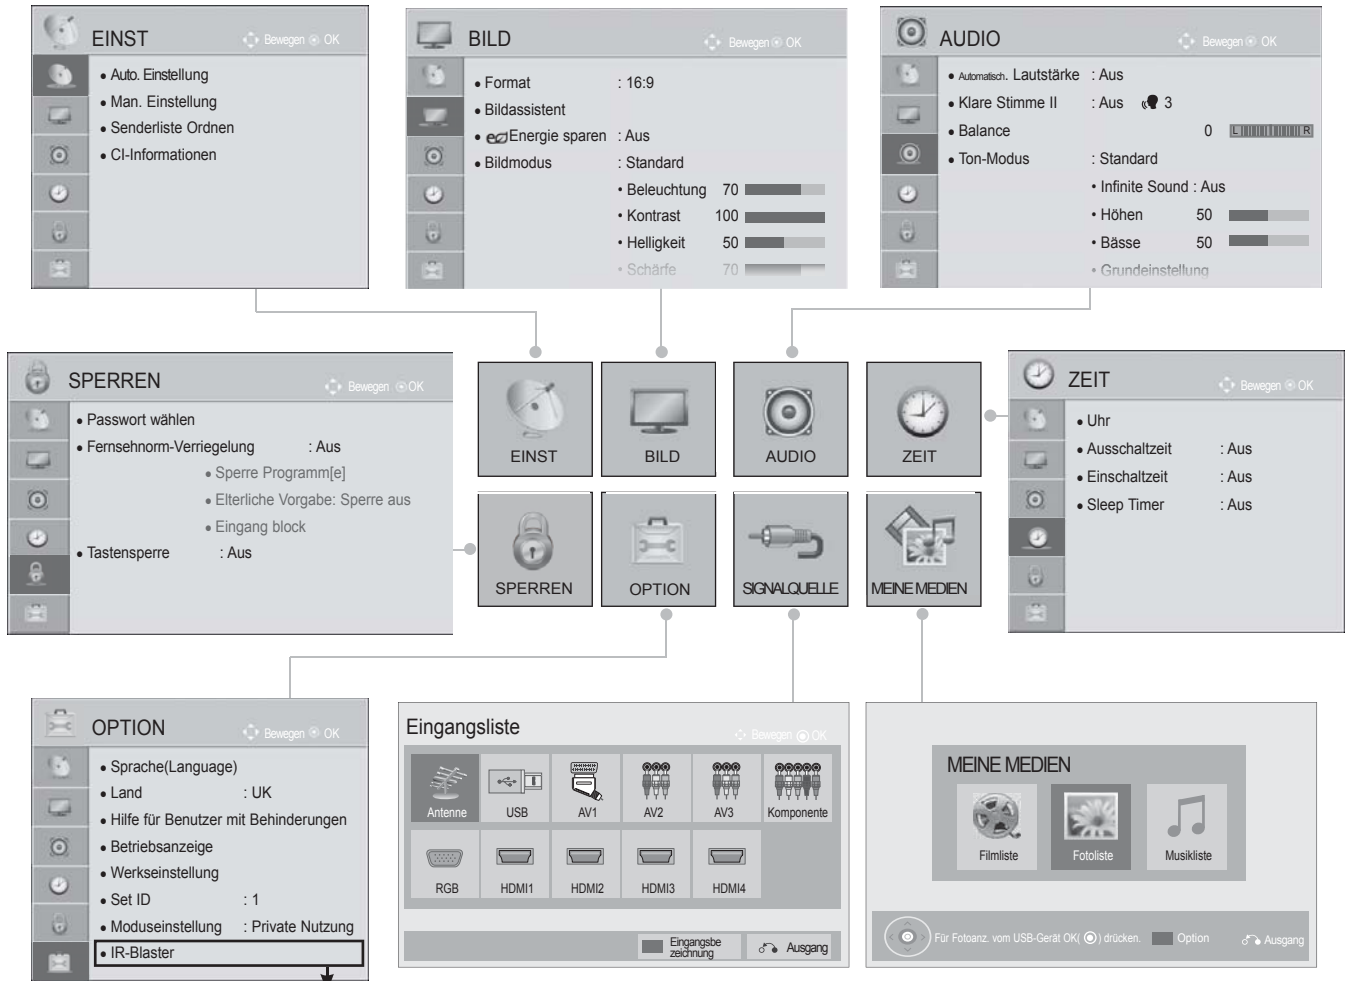 EINST
Bewegen OK
• Auto. Einstellung
• Man. Einstellung
• Senderliste Ordnen
• CI-Informationen
BILD
Bewegen OK
• Format : 16:9
• Bildassistent
• Energie sparen : Aus
• Bildmodus : Standard
• Beleuchtung 70
• Kontrast 100
• Helligkeit 50
• Schärfe 70
AUDIO
Bewegen OK
• Automatisch. Lautstärke : Aus
• Klare Stimme II : Aus 3
• Balance 0 L R
• Ton-Modus : Standard
• Infinite Sound : Aus
• Höhen 50
• Bässe 50
• Grundeinstellung
SPERREN
Bewegen OK
• Passwort wählen
• Fernsehnorm-Verriegelung : Aus
• Sperre Programm[e]
• Elterliche Vorgabe: Sperre aus
• Eingang block
• Tastensperre : Aus
EINST
BILD
AUDIO
ZEIT
SPERREN
OPTION
SIGNALQUELLE
MEINE MEDIEN
ZEIT
Bewegen OK
• Uhr
• Ausschaltzeit : Aus
• Einschaltzeit : Aus
• Sleep Timer : Aus
OPTION
Bewegen OK
• Sprache(Language)
• Land : UK
• Hilfe für Benutzer mit Behinderungen
• Betriebsanzeige
• Werkseinstellung
• Set ID : 1
• Moduseinstellung : Private Nutzung
• IR-Blaster
Eingangsliste
Bewegen OK
Antenne
USB
AV1
AV2
AV3
Komponente
RGB
HDMI1
HDMI2
HDMI3
HDMI4
Eingangsbe
zeichnung
Ausgang
MEINE MEDIEN
Filmliste
Fotoliste
Musikliste
Für Fotoanz. vom USB-Gerät OK( ) drücken.
Option
Ausgang